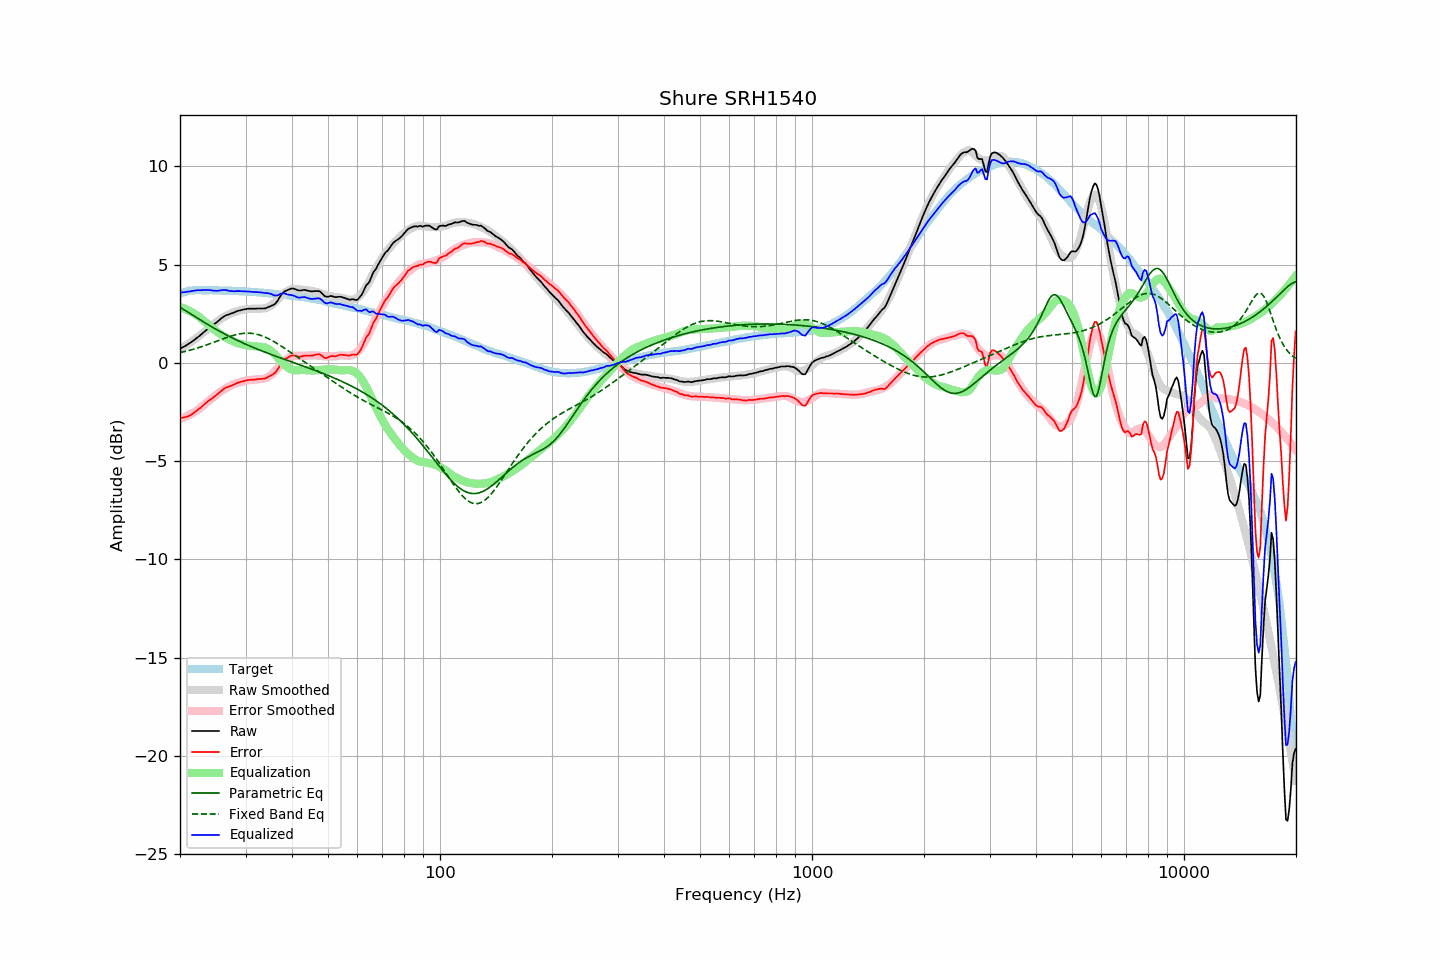 Shure SRH1540
Amplitude (dBr)
10
5
0
−5
−10
−15
−20
−25
Target
Raw Smoothed
Error Smoothed
Raw
Error
Equalization
Parametric Eq
Fixed Band Eq
Equalized
100
1000
10000
Frequency (Hz)